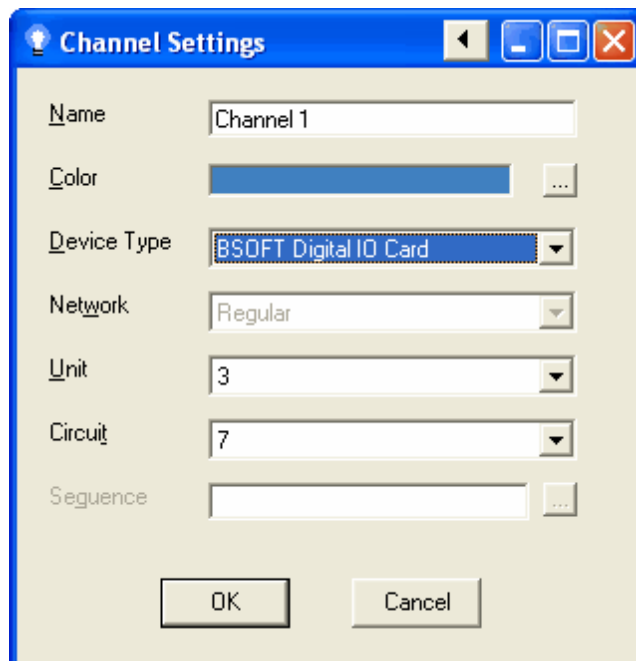 Channel Settings
Name Channel 1
Color ...
Device Type BSOFT Digital IO Card
Network Regular
Unit 3
Circuit 7
Seguence ...
OK Cancel